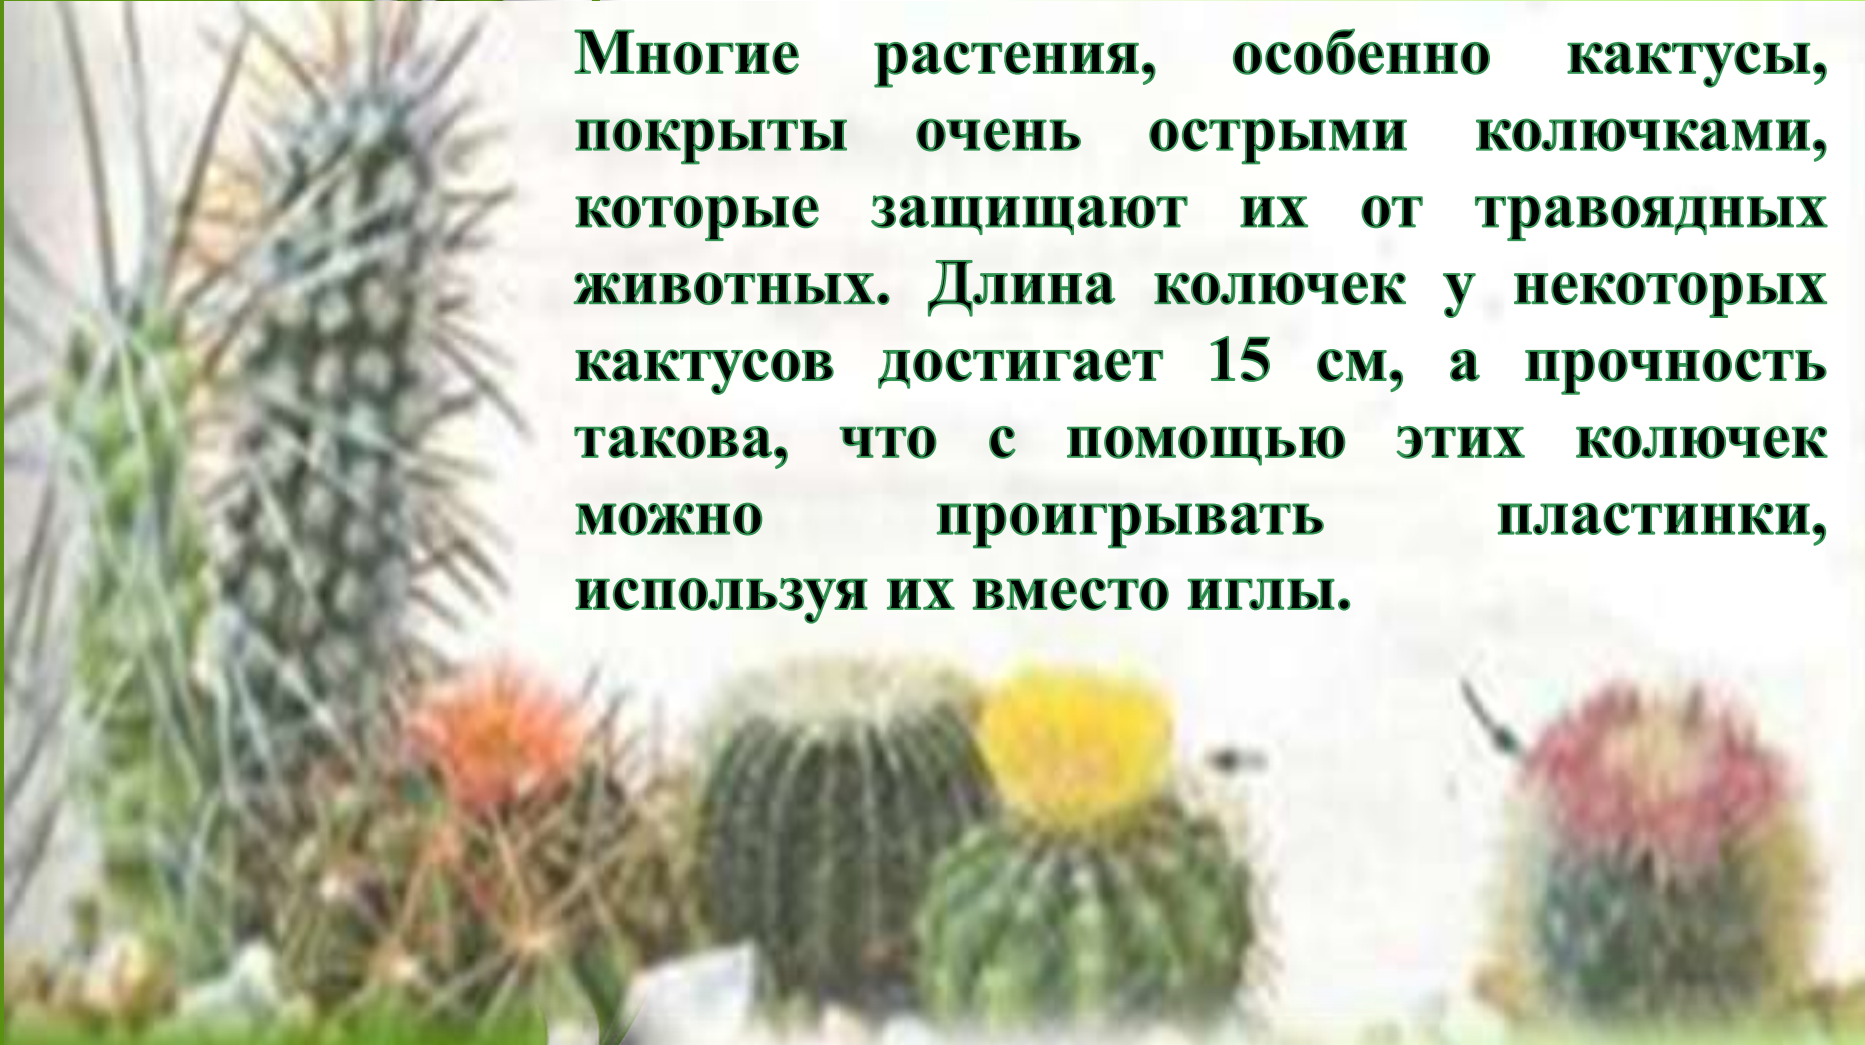 Многие растения, особенно кактусы,
покрыты очень острыми колючками,
которые защищают их от травоядных
животных. Длина колючек у некоторых
кактусов достигает 15 см, а прочность
такова, что с помощью этих колючек
можно проигрывать пластинки,
используя их вместо иглы.